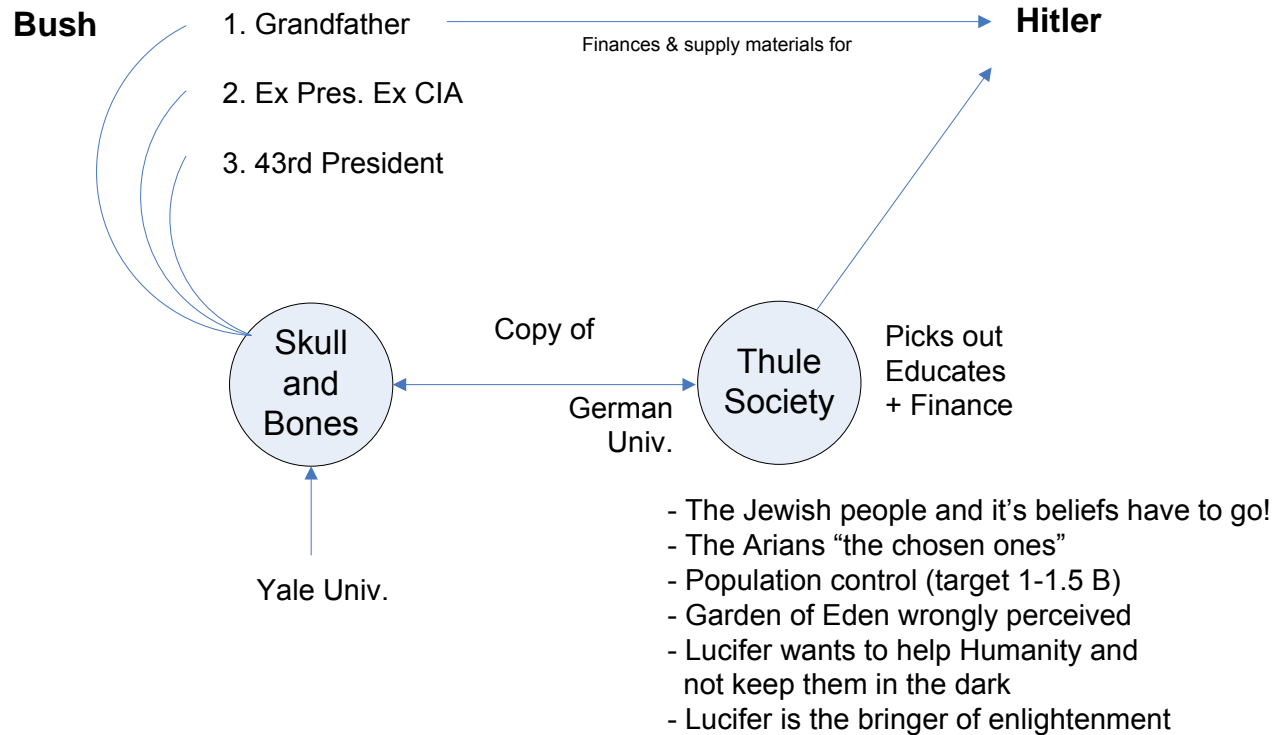 Bush
1. Grandfather
Finances & supply materials for
Hitler
2. Ex Pres. Ex CIA
3. 43rd President
Skull
and
Bones
Copy of
German
Univ.
Thule
Society
Picks out
Educates
+ Finance
Yale Univ.
- The Jewish people and it’s beliefs have to go!
- The Arians “the chosen ones”
- Population control (target 1-1.5 B)
- Garden of Eden wrongly perceived
- Lucifer wants to help Humanity and
not keep them in the dark
- Lucifer is the bringer of enlightenment